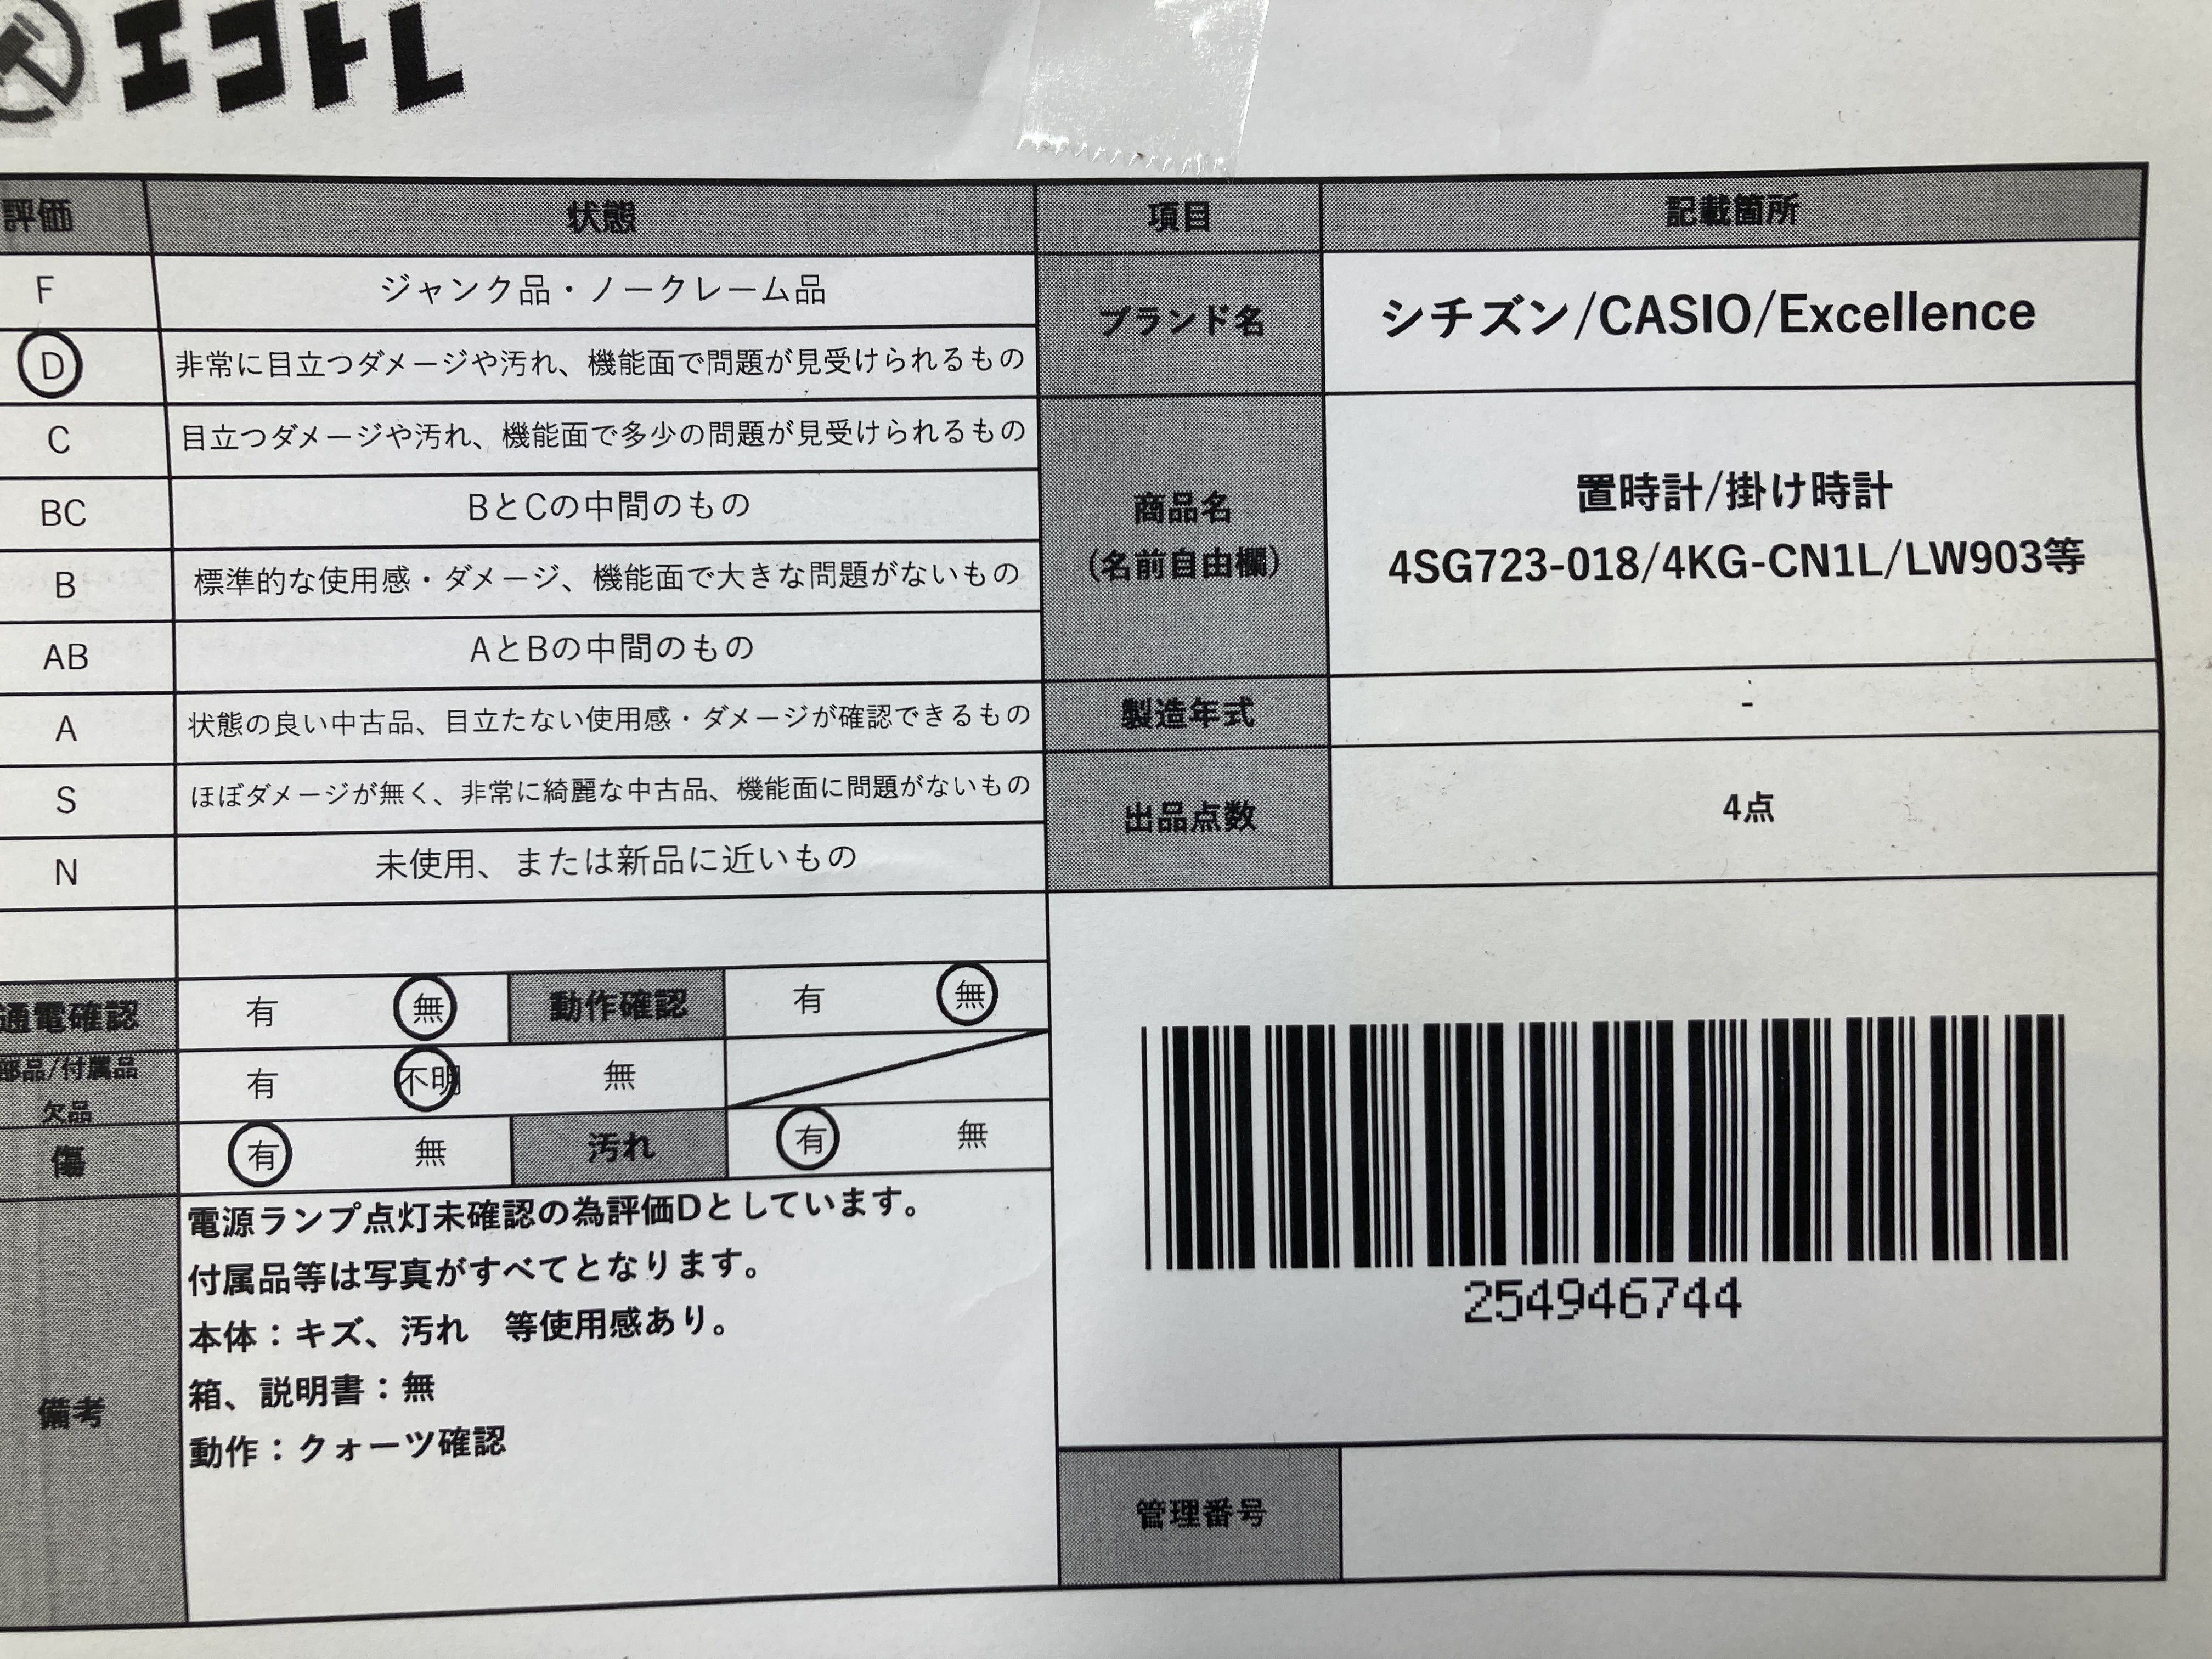 エコトレ
評価 状態 項目 記載箇所
F ジャンク品・ノークレーム品
D 非常に目立つダメージや汚れ、機能面で問題が見受けられるもの
C 目立つダメージや汚れ、機能面で多少の問題が見受けられるもの
BC BとCの中間のもの
B 標準的な使用感・ダメージ、機能面で大きな問題がないもの
AB AとBの中間のもの
A 状態の良い中古品、目立たない使用感・ダメージが確認できるもの
S ほぼダメージが無く、非常に綺麗な中古品、機能面に問題がないもの
N 未使用、または新品に近いもの
ブランド名 シチズン/CASIO/Excellence
商品名
(名前自由欄)
置時計/掛け時計
4SG723-018/4KG-CN1L/LW903等
製造年式 -
出品点数 4点
通電確認 有 無 動作確認 有 無
部品/付属品
欠品
有 不明 無
傷 有 無 汚れ 有 無
備考
電源ランプ点灯未確認の為評価Dとしています。
付属品等は写真がすべてとなります。
本体：キズ、汚れ　等使用感あり。
箱、説明書：無
動作：クォーツ確認
254946744
管理番号